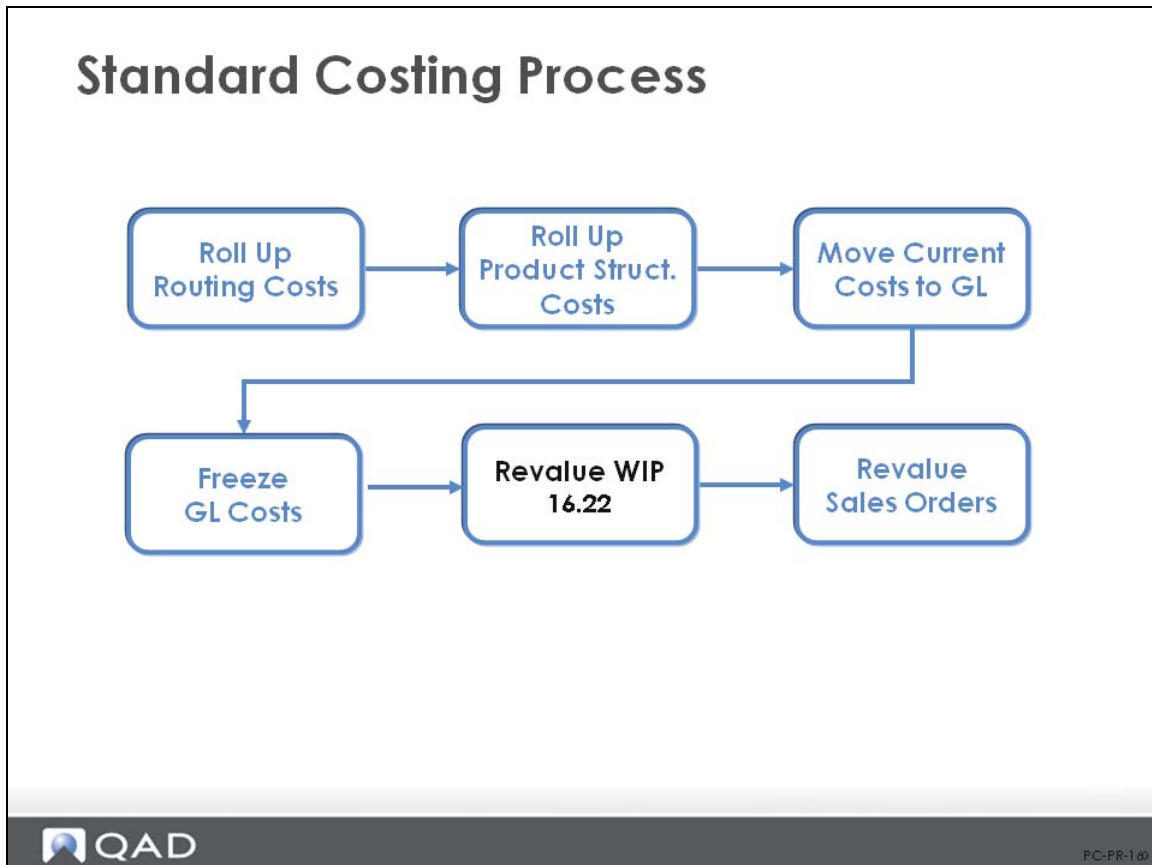 Standard Costing Process
Roll Up
Routing Costs
Roll Up
Product Struct.
Costs
Move Current
Costs to GL
Freeze
GL Costs
Revalue WIP
16.22
Revalue
Sales Orders
QAD
PC-PR-160